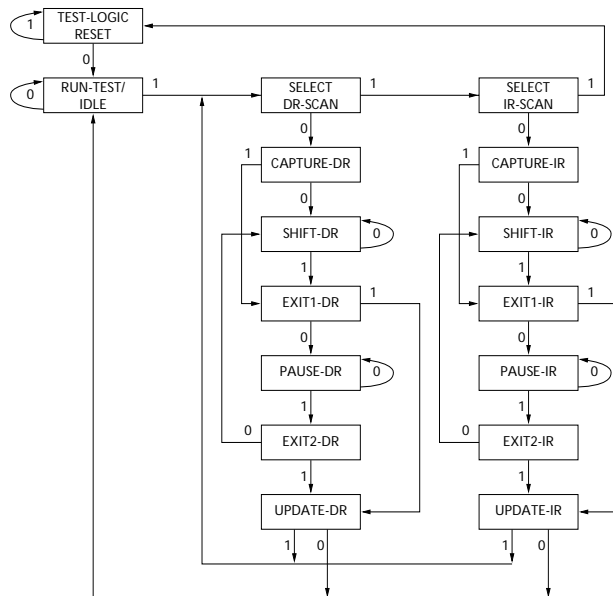 TEST-LOGIC
RESET
1
0
RUN-TEST/
IDLE
0
1
SELECT
DR-SCAN
1
SELECT
IR-SCAN
1
0
0
1
CAPTURE-DR
1
CAPTURE-IR
0
0
SHIFT-DR
0
SHIFT-IR
0
1
1
EXIT1-DR
1
EXIT1-IR
1
0
0
PAUSE-DR
0
PAUSE-IR
0
1
1
0
EXIT2-DR
0
EXIT2-IR
1
1
UPDATE-DR
UPDATE-IR
1
0
1
0